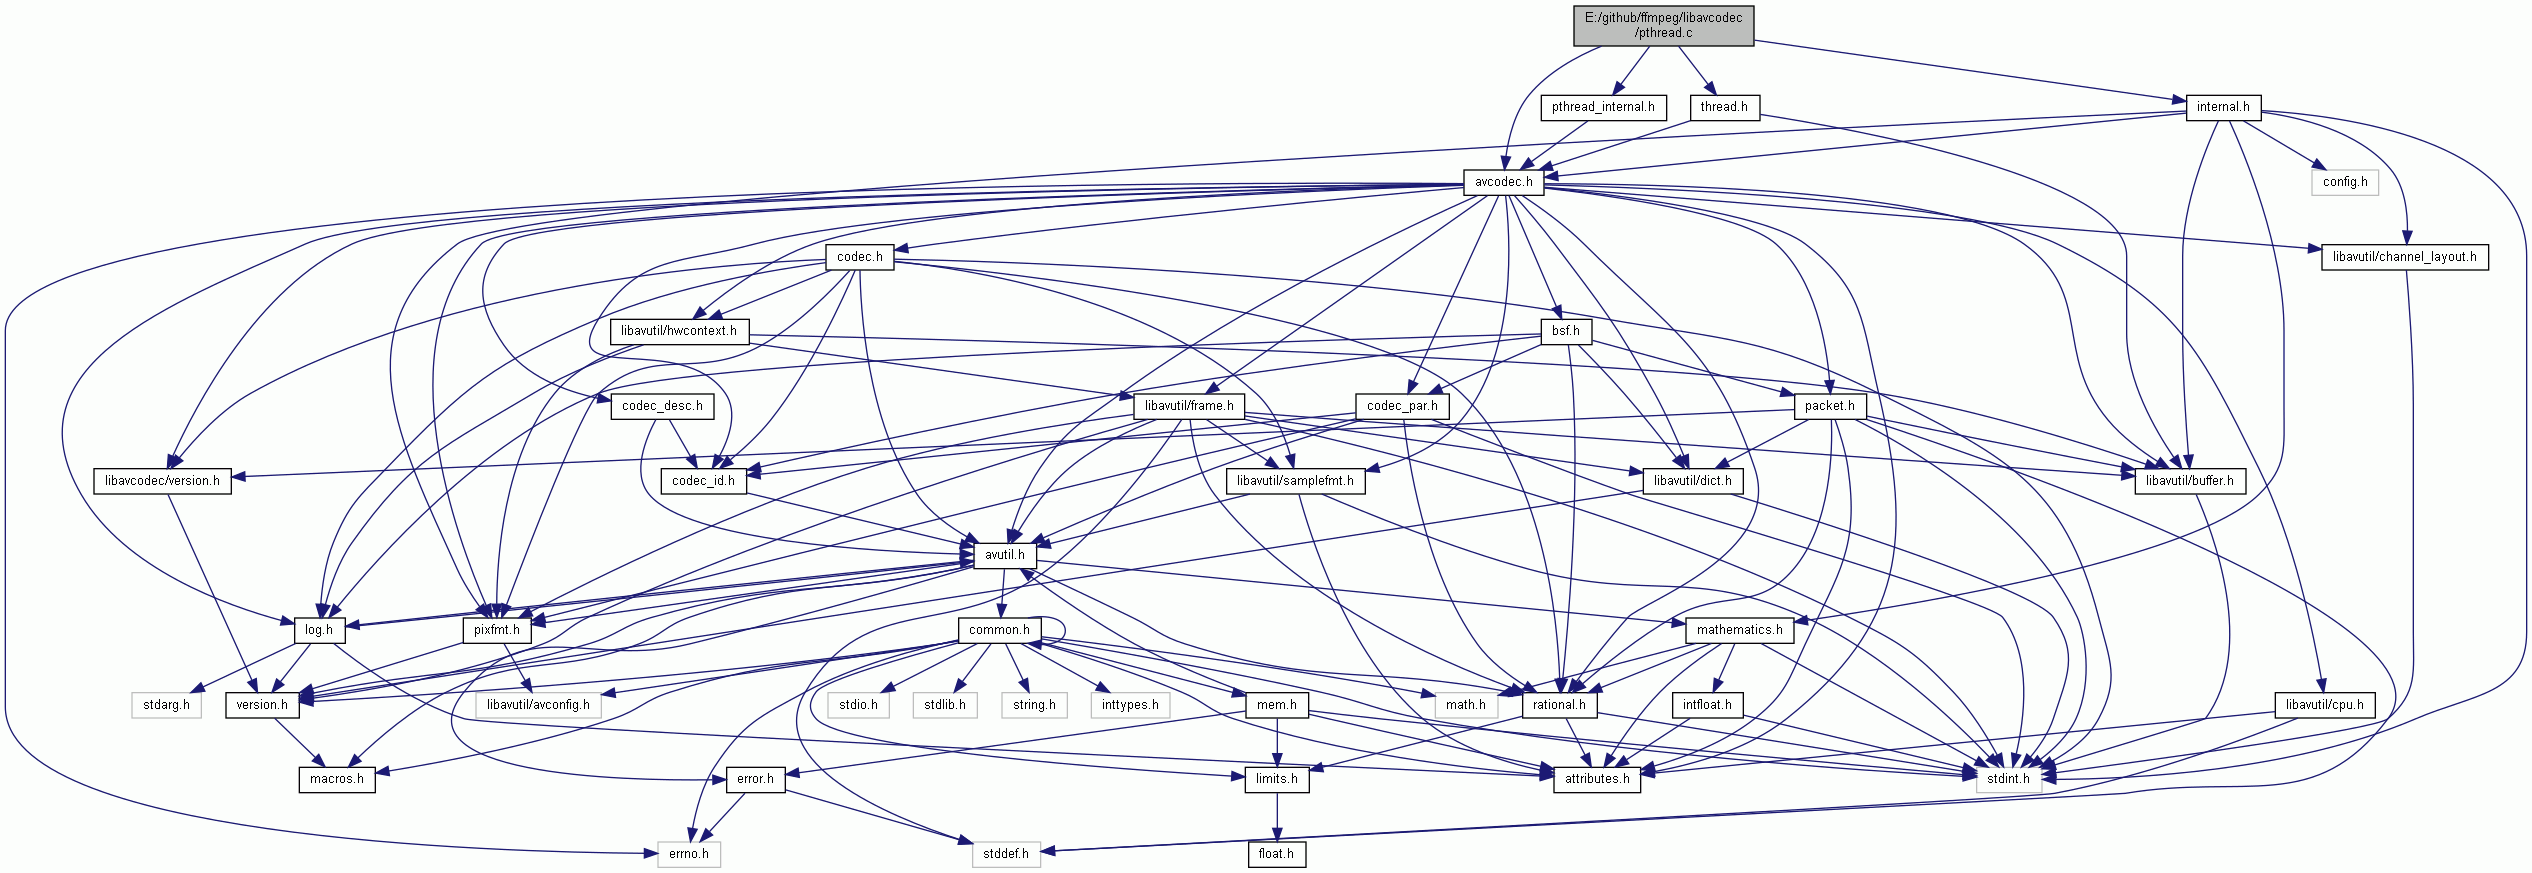 E:/github/ffmpeg/libavcodec
/pthread.c
pthread_internal.h
thread.h
internal.h
avcodec.h
config.h
codec.h
libavutil/channel_layout.h
libavutil/hwcontext.h
bsf.h
codec_desc.h
libavutil/frame.h
codec_par.h
packet.h
libavcodec/version.h
codec_id.h
libavutil/samplefmt.h
libavutil/dict.h
libavutil/buffer.h
avutil.h
log.h
pixfmt.h
common.h
mathematics.h
stdarg.h
version.h
libavutil/avconfig.h
stdio.h
stdlib.h
string.h
inttypes.h
mem.h
math.h
rational.h
intfloat.h
libavutil/cpu.h
macros.h
error.h
limits.h
attributes.h
stdint.h
errno.h
stddef.h
float.h